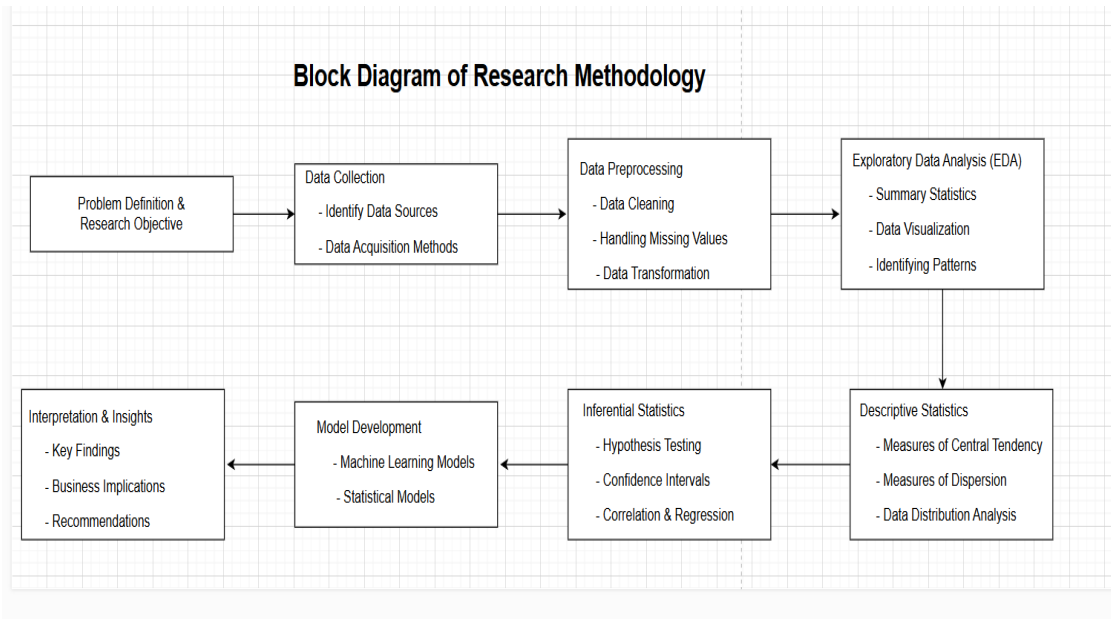 Block Diagram of Research Methodology
Problem Definition &
Research Objective
Data Collection
- Identify Data Sources
- Data Acquisition Methods
Data Preprocessing
- Data Cleaning
- Handling Missing Values
- Data Transformation
Exploratory Data Analysis (EDA)
- Summary Statistics
- Data Visualization
- Identifying Patterns
Descriptive Statistics
- Measures of Central Tendency
- Measures of Dispersion
- Data Distribution Analysis
Inferential Statistics
- Hypothesis Testing
- Confidence Intervals
- Correlation & Regression
Model Development
- Machine Learning Models
- Statistical Models
Interpretation & Insights
- Key Findings
- Business Implications
- Recommendations